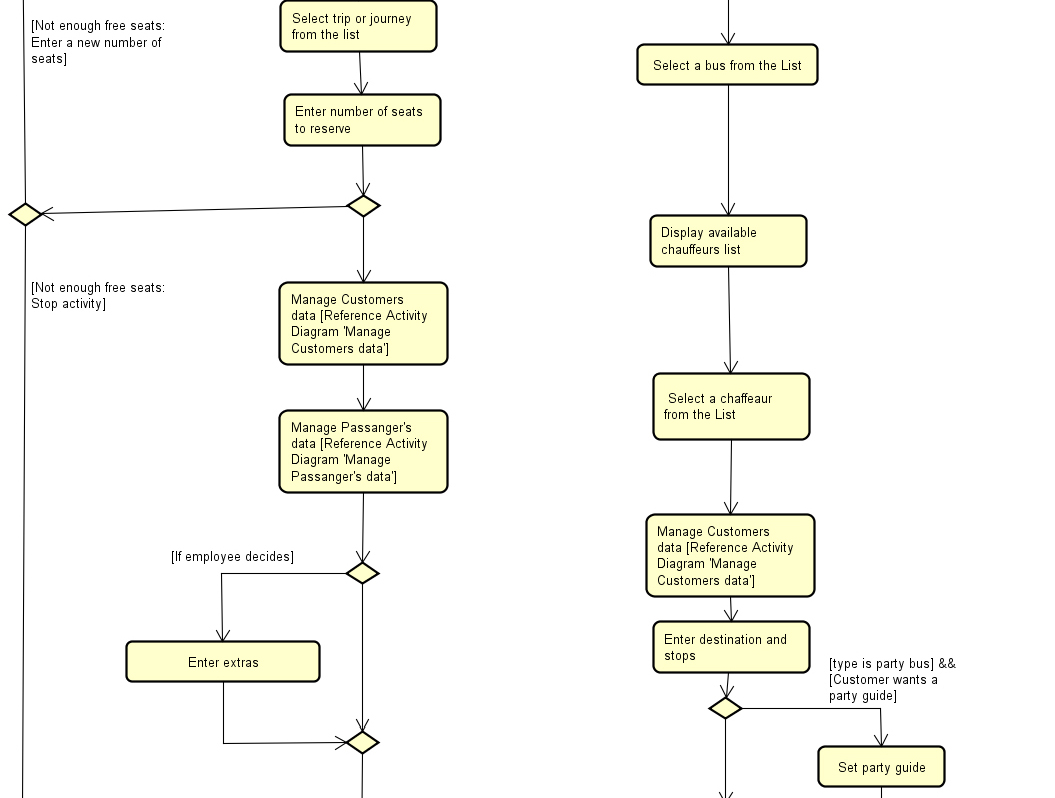 [Not enough free seats:
Enter a new number of
seats]
Select trip or journey
from the list
Enter number of seats
to reserve
[Not enough free seats:
Stop activity]
Manage Customers
data [Reference Activity
Diagram 'Manage
Customers data']
Manage Passanger's
data [Reference Activity
Diagram 'Manage
Passanger's data']
[If employee decides]
Enter extras
Select a bus from the List
Display available
chauffeurs list
Select a chaffeaur
from the List
Manage Customers
data [Reference Activity
Diagram 'Manage
Customers data']
Enter destination and
stops
[type is party bus] &&
[Customer wants a
party guide]
Set party guide